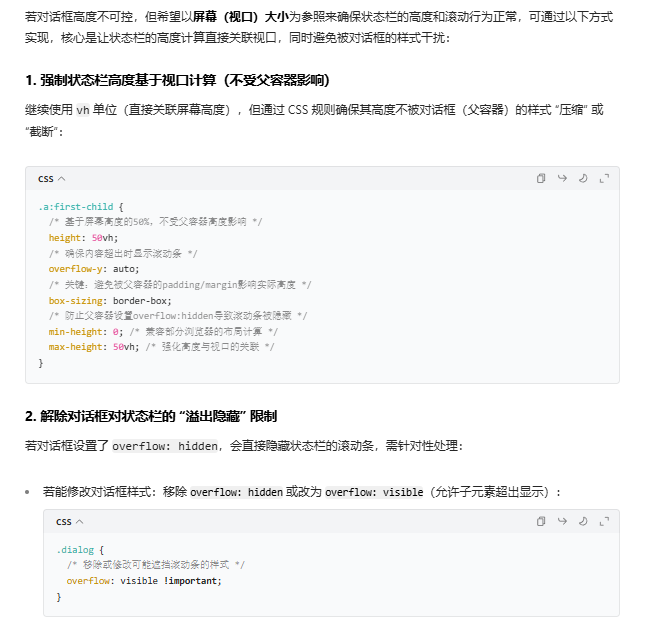 若对话框高度不可控，但希望以屏幕（视口）大小为参照来确保状态栏的高度和滚动行为正常，可通过以下方式
实现，核心是让状态栏的高度计算直接关联视口，同时避免被对话框的样式干扰：
1. 强制状态栏高度基于视口计算（不受父容器影响）
继续使用 vh 单位（直接关联屏幕高度），但通过 CSS 规则确保其高度不被对话框（父容器）的样式 “压缩” 或
“截断”：
css
.a:first-child {
/* 基于屏幕高度的50%，不受父容器高度影响 */
height: 50vh;
/* 确保内容超出时显示滚动条 */
overflow-y: auto;
/* 关键：避免被父容器的padding/margin影响实际高度 */
box-sizing: border-box;
/* 防止父容器设置overflow:hidden导致滚动条被隐藏 */
min-height: 0; /* 兼容部分浏览器的布局计算 */
max-height: 50vh; /* 强化高度与视口的关联 */
}
2. 解除对话框对状态栏的 “溢出隐藏” 限制
若对话框设置了 overflow: hidden，会直接隐藏状态栏的滚动条，需针对性处理：
• 若能修改对话框样式：移除 overflow: hidden 或改为 overflow: visible（允许子元素超出显示）：
css
.dialog {
/* 移除或修改可能遮挡滚动条的样式 */
overflow: visible !important;
}